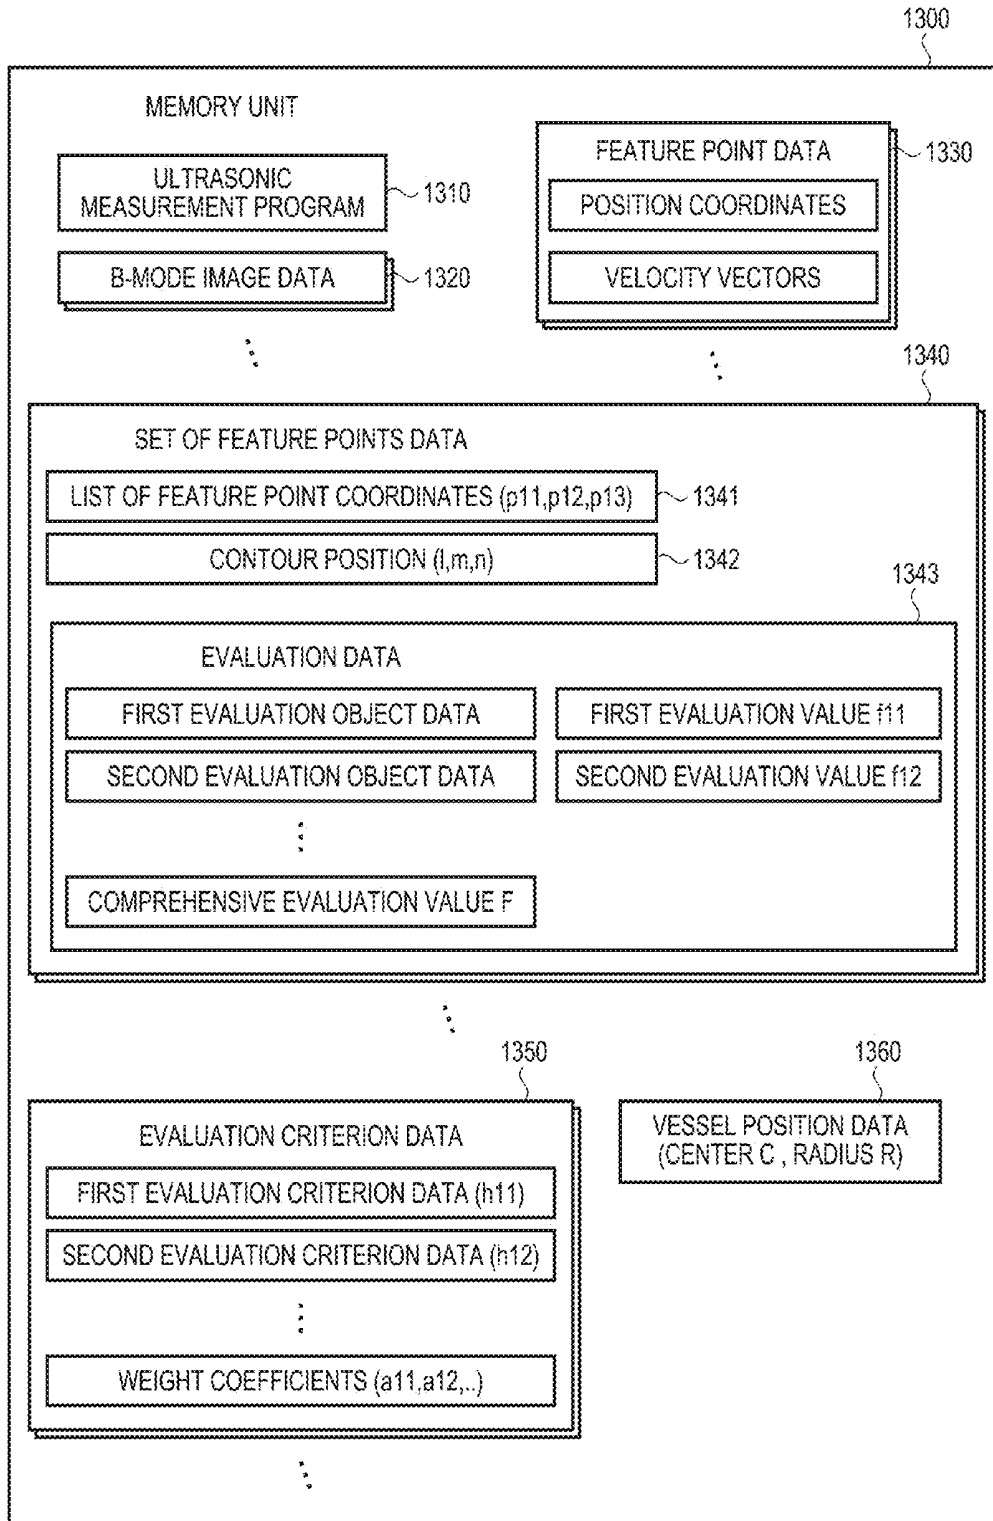 1300
MEMORY UNIT
ULTRASONIC
MEASUREMENT PROGRAM
1310
B-MODE IMAGE DATA
1320
FEATURE POINT DATA
1330
POSITION COORDINATES
VELOCITY VECTORS
1340
SET OF FEATURE POINTS DATA
LIST OF FEATURE POINT COORDINATES (p11,p12,p13)
1341
CONTOUR POSITION (l,m,n)
1342
1343
EVALUATION DATA
FIRST EVALUATION OBJECT DATA
FIRST EVALUATION VALUE f11
SECOND EVALUATION OBJECT DATA
SECOND EVALUATION VALUE f12
COMPREHENSIVE EVALUATION VALUE F
1350
EVALUATION CRITERION DATA
FIRST EVALUATION CRITERION DATA (h11)
SECOND EVALUATION CRITERION DATA (h12)
WEIGHT COEFFICIENTS (a11,a12,..)
1360
VESSEL POSITION DATA
(CENTER C , RADIUS R)